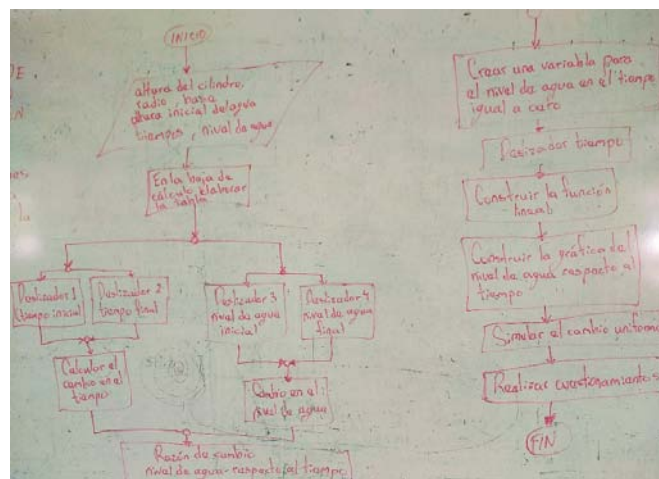 INICIO
altura del cilindro,
radio, base
altura inicial del agua
tiempos, nivel de agua
En la hoja de
cálculo, elaborar
la tabla
Deslizador 1
tiempo inicial
Deslizador 2
tiempo final
Deslizador 3
nivel de agua
inicial
Deslizador 4
nivel de agua
final
Calcular el
cambio en el
tiempo
Cambio en el
nivel de agua
Razón de cambio
nivel de agua respecto al tiempo
Crear una variable para
el nivel de agua en el tiempo
igual a cero
Deslizador tiempo
Construir la función
lineal
Construir la gráfica del
nivel de agua respecto al
tiempo
Simular el cambio uniforme
Realizar cuestionamientos
FIN